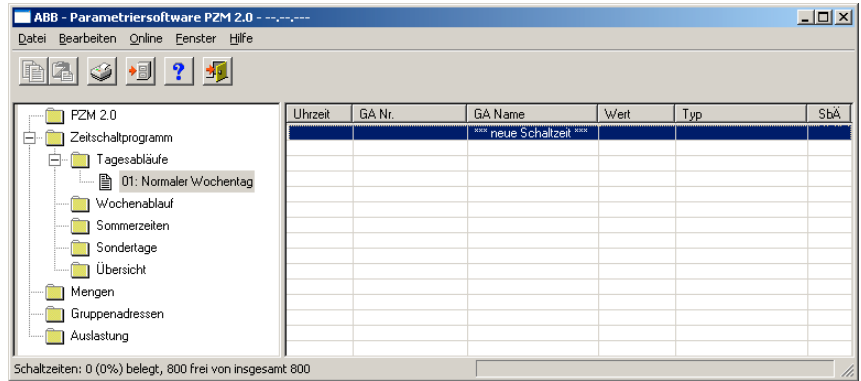 ABB - Parametriersoftware PZM 2.0 - --.--,--.
Datei Bearbeiten Online Fenster Hilfe
PZM 2.0
Zeitschaltprogramm
Tagesabläufe
01: Normaler Wochentag
Wochenablauf
Sommerzeiten
Sondertage
Übersicht
Mengen
Gruppenadressen
Auslastung
Uhrzeit GA Nr. GA Name Wert Typ SbÄ
*** neue Schaltzeit ***
Schaltzeiten: 0 (0%) belegt, 800 frei von insgesamt 800